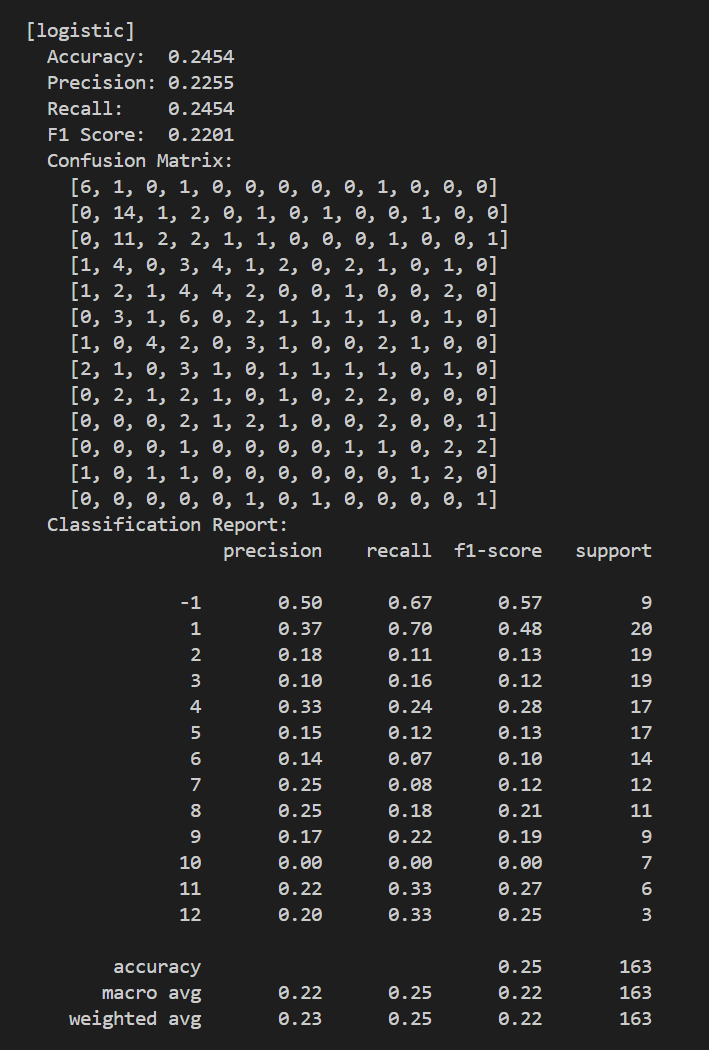 [logistic]
Accuracy: 0.2454
Precision: 0.2255
Recall: 0.2454
F1 Score: 0.2201
Confusion Matrix:
[6, 1, 0, 1, 0, 0, 0, 0, 0, 1, 0, 0, 0]
[0, 14, 1, 2, 0, 1, 0, 1, 0, 0, 1, 0, 0]
[0, 11, 2, 2, 1, 1, 0, 0, 0, 1, 0, 0, 1]
[1, 4, 0, 3, 4, 1, 2, 0, 2, 1, 0, 1, 0]
[1, 2, 1, 4, 4, 2, 0, 0, 1, 0, 0, 2, 0]
[0, 3, 1, 6, 0, 2, 1, 1, 1, 1, 0, 1, 0]
[1, 0, 4, 2, 0, 3, 1, 0, 0, 2, 1, 0, 0]
[2, 1, 0, 3, 1, 0, 1, 1, 1, 1, 0, 1, 0]
[0, 2, 1, 2, 1, 0, 1, 0, 2, 2, 0, 0, 0]
[0, 0, 0, 2, 1, 2, 1, 0, 0, 2, 0, 0, 1]
[0, 0, 0, 1, 0, 0, 0, 0, 1, 1, 0, 2, 2]
[1, 0, 1, 1, 0, 0, 0, 0, 0, 0, 1, 2, 0]
[0, 0, 0, 0, 0, 1, 0, 1, 0, 0, 0, 0, 1]
Classification Report:
precision recall f1-score support
-1 0.50 0.67 0.57 9
1 0.37 0.70 0.48 20
2 0.18 0.11 0.13 19
3 0.10 0.16 0.12 19
4 0.33 0.24 0.28 17
5 0.15 0.12 0.13 17
6 0.14 0.07 0.10 14
7 0.25 0.08 0.12 12
8 0.25 0.18 0.21 11
9 0.17 0.22 0.19 9
10 0.00 0.00 0.00 7
11 0.22 0.33 0.27 6
12 0.20 0.33 0.25 3
accuracy 0.25 163
macro avg 0.22 0.25 0.22 163
weighted avg 0.23 0.25 0.22 163